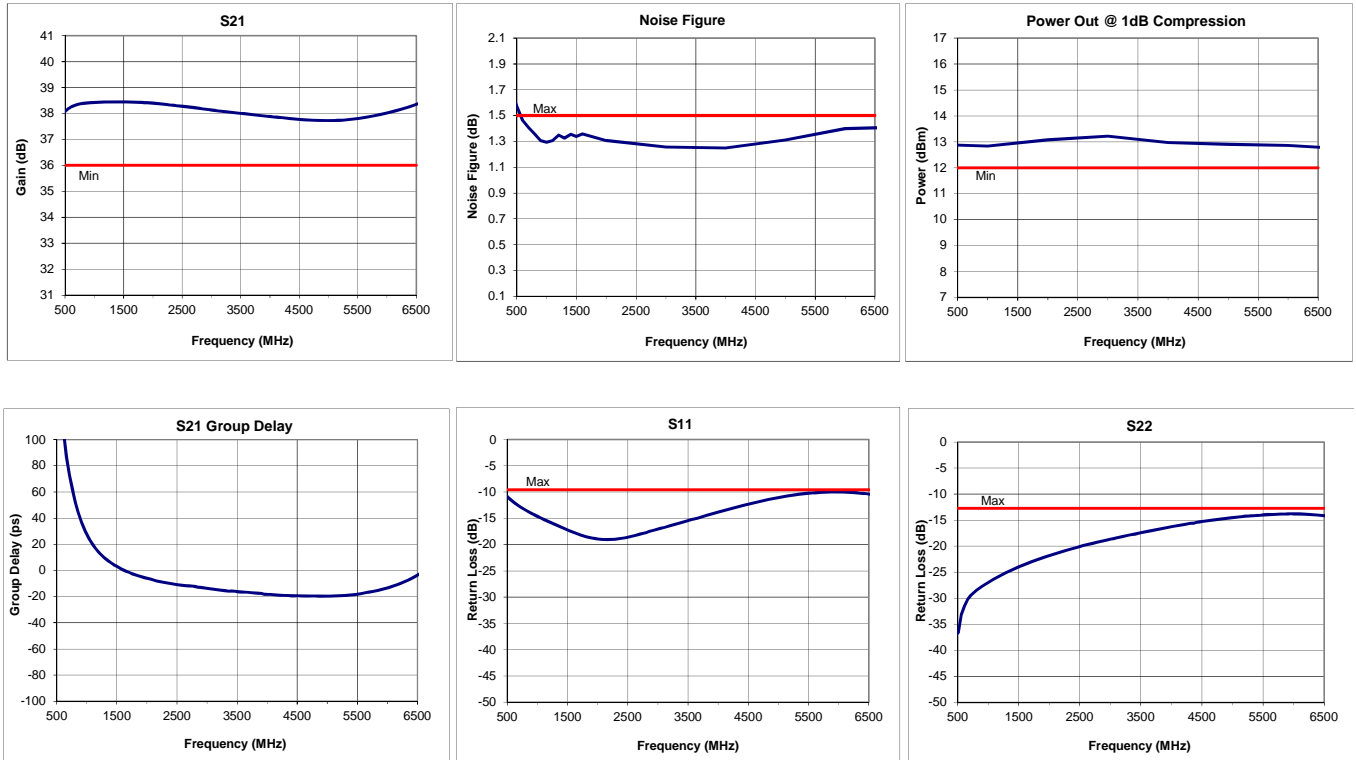 S21
41
40
39
38
37
36
35
34
33
32
31
Gain (dB)
Min
500 1500 2500 3500 4500 5500 6500
Frequency (MHz)
Noise Figure
2.1
1.9
1.7
1.5
1.3
1.1
0.9
0.7
0.5
0.3
0.1
Noise Figure (dB)
Max
500 1500 2500 3500 4500 5500 6500
Frequency (MHz)
Power Out @ 1dB Compression
17
16
15
14
13
12
11
10
9
8
7
Power (dBm)
Min
500 1500 2500 3500 4500 5500 6500
Frequency (MHz)
S21 Group Delay
100
80
60
40
20
0
-20
-40
-60
-80
-100
Group Delay (ps)
500 1500 2500 3500 4500 5500 6500
Frequency (MHz)
S11
0
-5
-10
-15
-20
-25
-30
-35
-40
-45
-50
Return Loss (dB)
Max
500 1500 2500 3500 4500 5500 6500
Frequency (MHz)
S22
0
-5
-10
-15
-20
-25
-30
-35
-40
-45
-50
Return Loss (dB)
Max
500 1500 2500 3500 4500 5500 6500
Frequency (MHz)